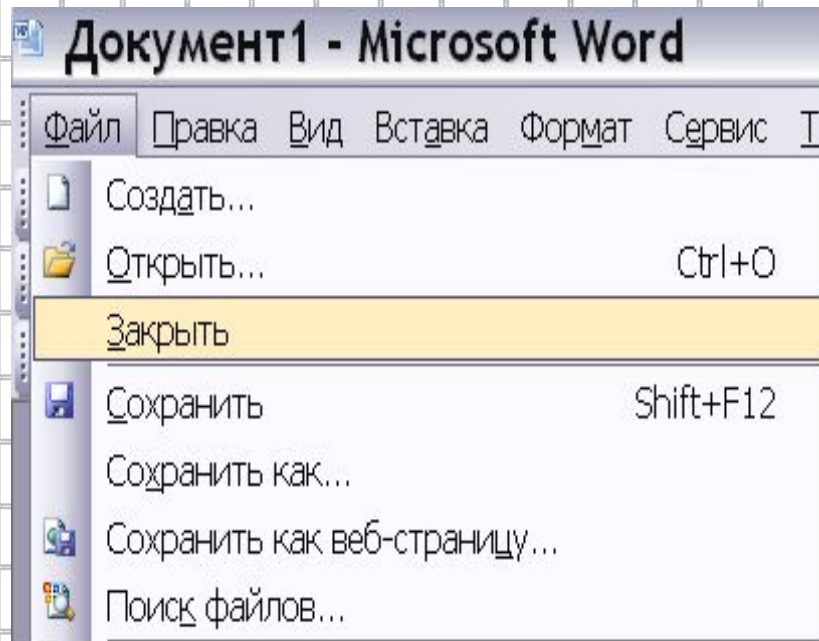 Документ1 - Microsoft Word
Файл Правка Вид Вставка Формат Сервис
Создать...
Открыть... Ctrl+O
Закрыть
Сохранить Shift+F12
Сохранить как...
Сохранить как веб-страницу...
Поиск файлов...